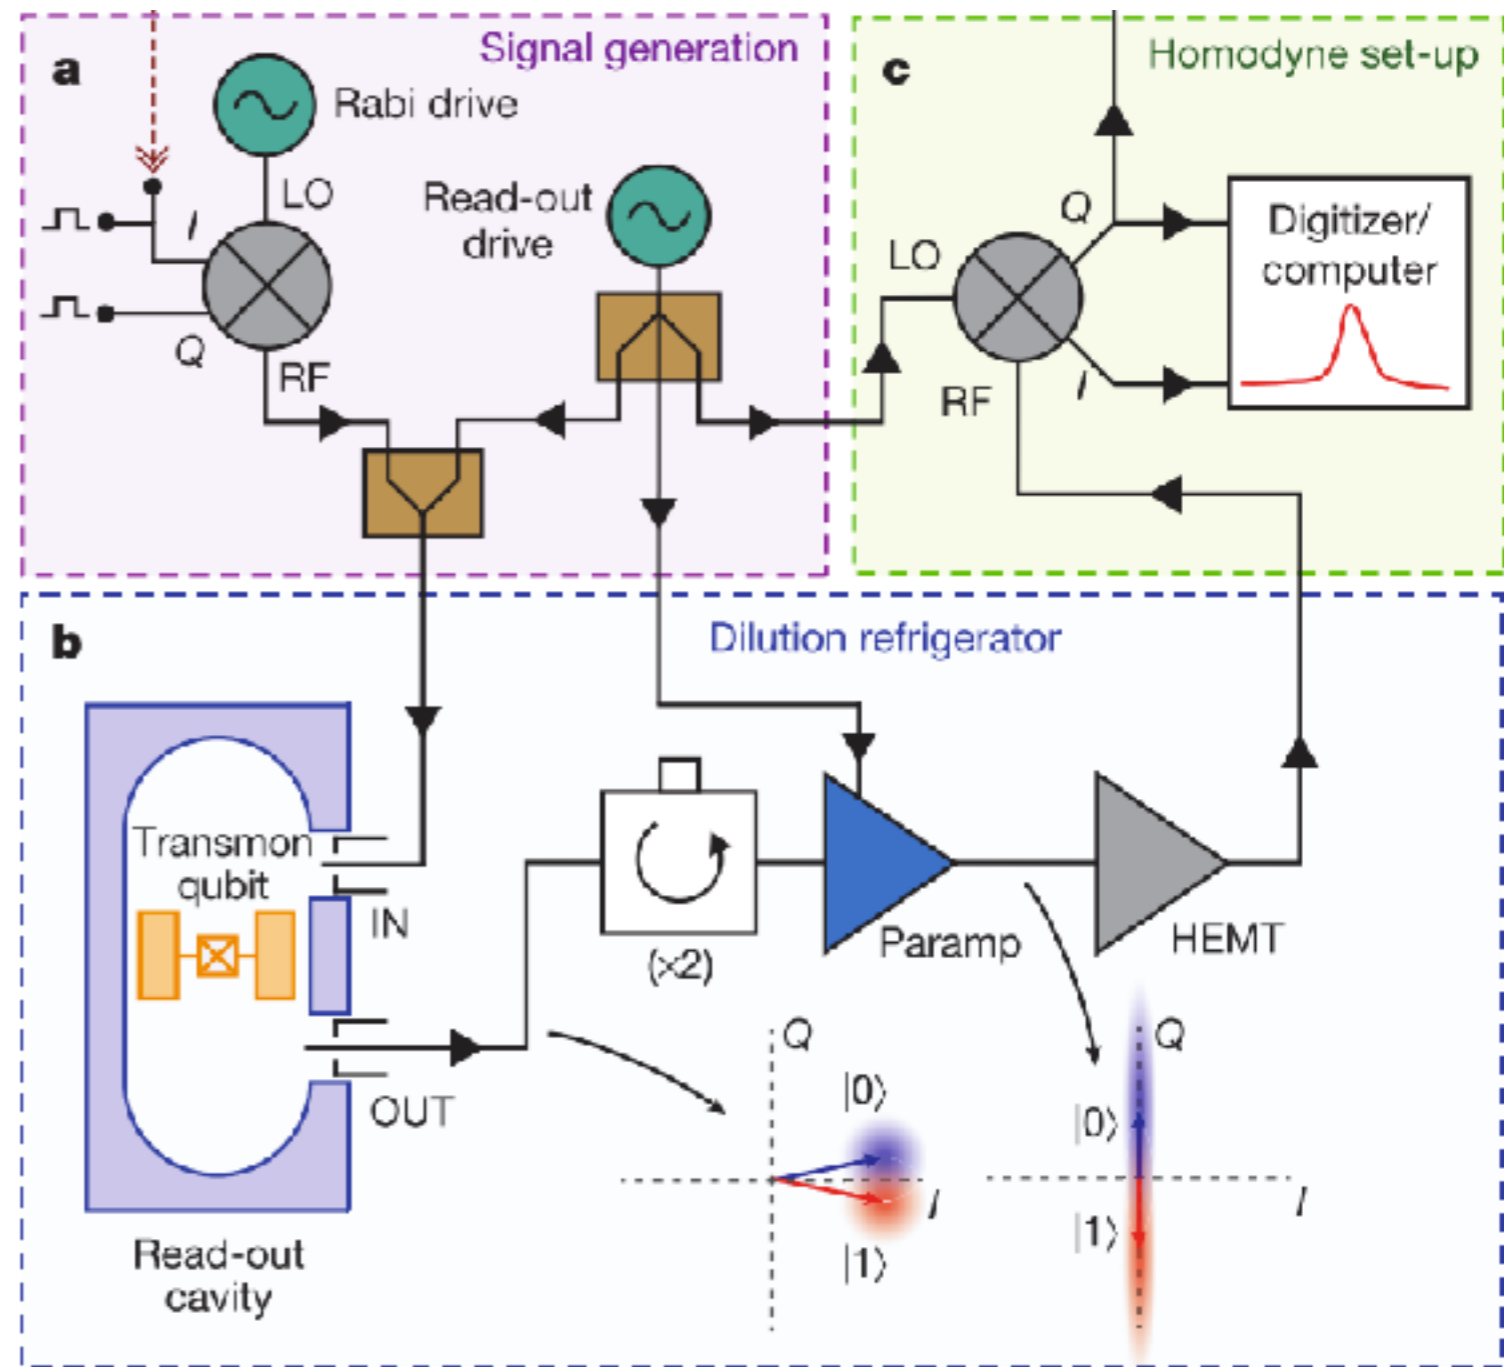 a
Signal generation
Rabi drive
LO
I
Q
RF
Read-out
drive
c
Homodyne set-up
LO
Q
I
RF
Digitizer/
computer
b
Dilution refrigerator
Transmon
qubit
IN
OUT
Read-out
cavity
(×2)
Paramp
HEMT
Q
|0⟩
I
|1⟩
Q
|0⟩
I
|1⟩